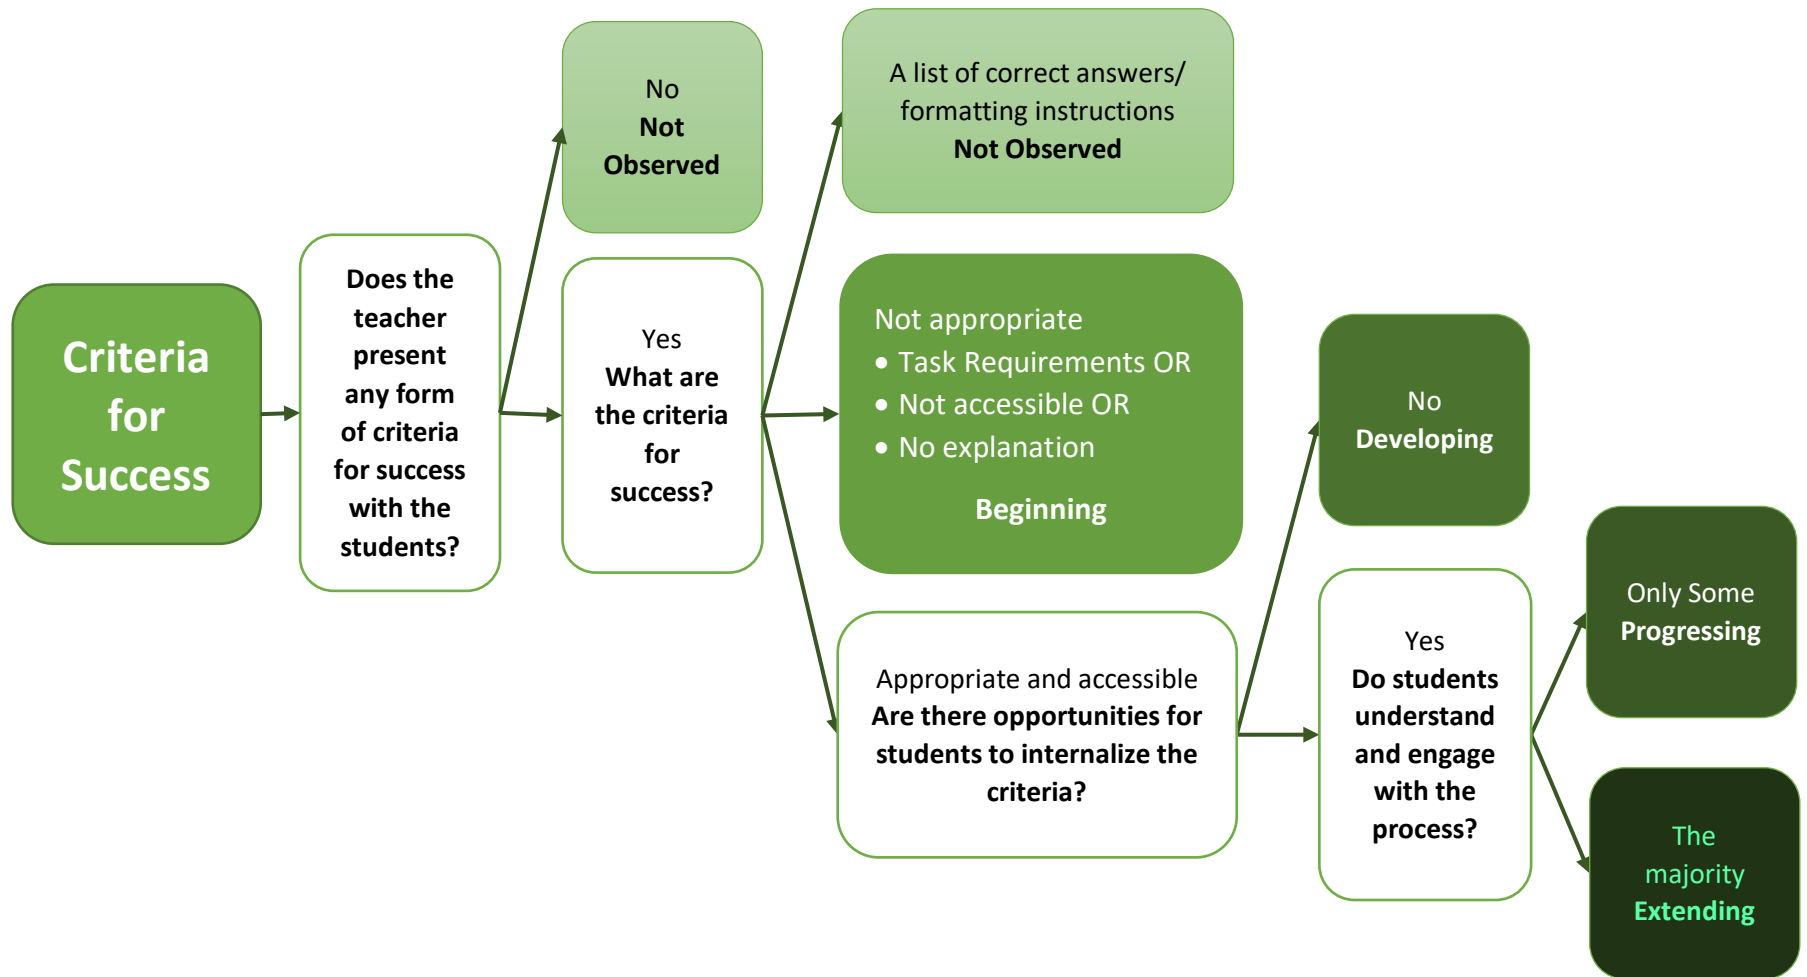 Criteria
for
Success
Does the
teacher
present
any form
of criteria
for success
with the
students?
No
Not
Observed
Yes
What are
the criteria
for
success?
A list of correct answers/
formatting instructions
Not Observed
Not appropriate
• Task Requirements OR
• Not accessible OR
• No explanation
Beginning
Appropriate and accessible
Are there opportunities for
students to internalize the
criteria?
No
Developing
Yes
Do students
understand
and engage
with the
process?
Only Some
Progressing
The
majority
Extending